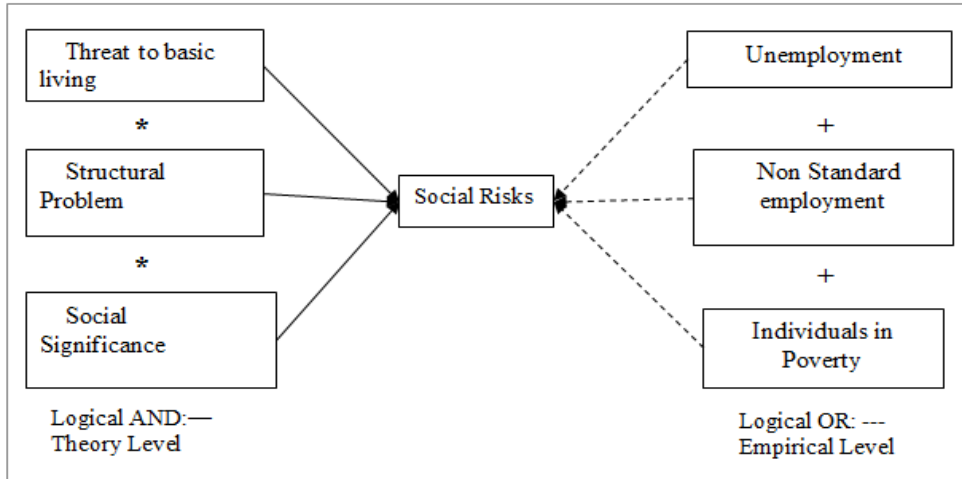 Threat to basic
living
*
Structural
Problem
*
Social
Significance
Logical AND:—
Theory Level
Social Risks
Unemployment
+
Non Standard
employment
+
Individuals in
Poverty
Logical OR: ---
Empirical Level